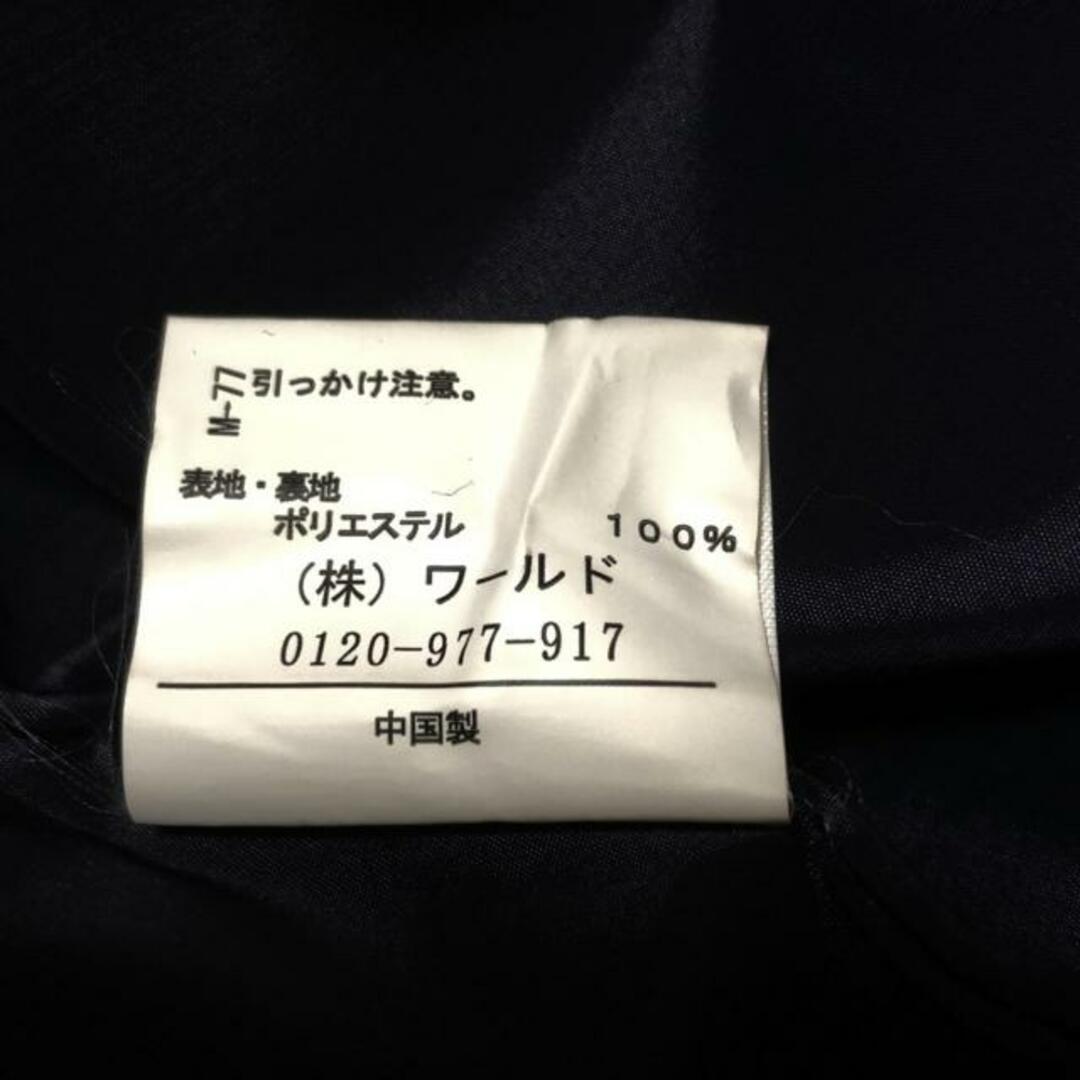 M-77
引っかけ注意。
表地・裏地
ポリエステル 100%
(株)ワールド
0120-977-917
中国製